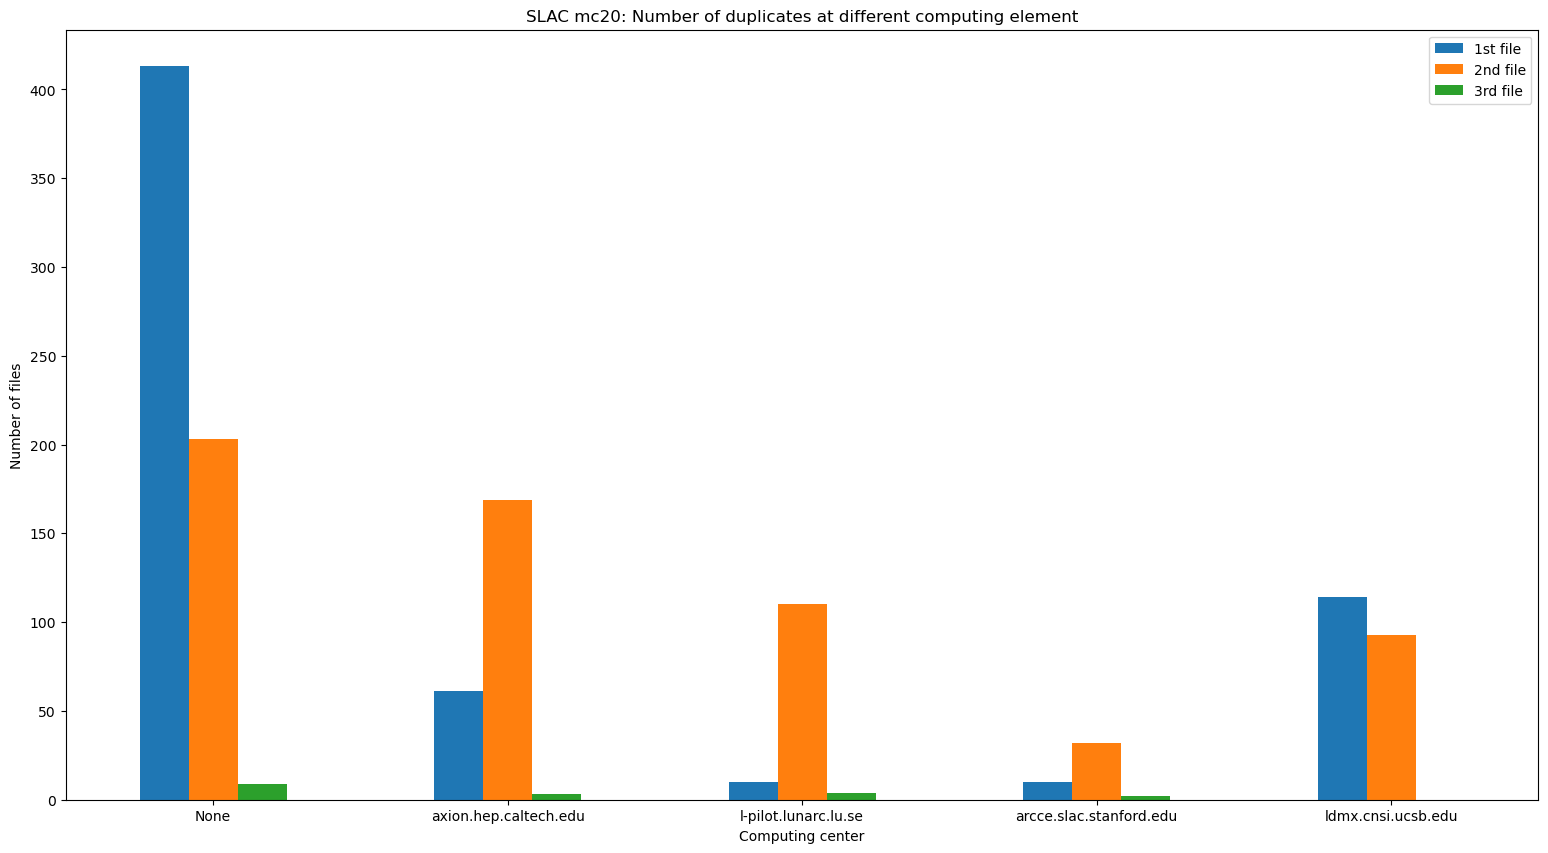 SLAC mc20: Number of duplicates at different computing element
1st file
2nd file
3rd file
400
350
300
250
200
150
100
50
0
Number of files
None
axion.hep.caltech.edu
l-pilot.lunarc.lu.se
arcce.slac.stanford.edu
ldmx.cnsi.ucsb.edu
Computing center